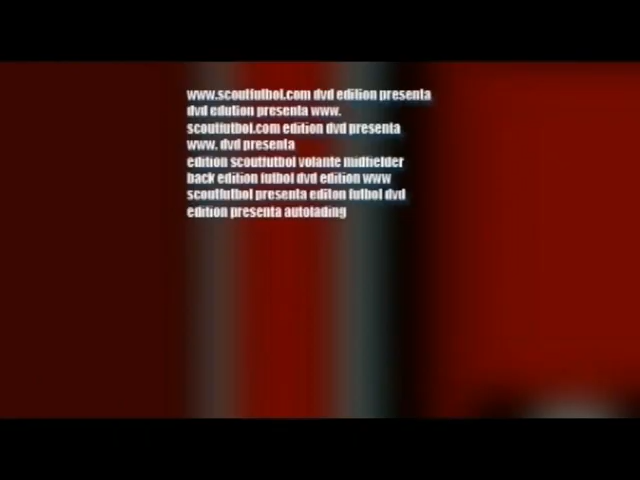 www.scoutfutbol.com dvd edition presenta
dvd edution presenta www.
scoutfutbol.com edition dvd presenta
www. dvd presenta
edition scoutfutbol volante midfielder
back edition futbol dvd edition www
scoutfutbol presenta editon futbol dvd
edition presenta autofading